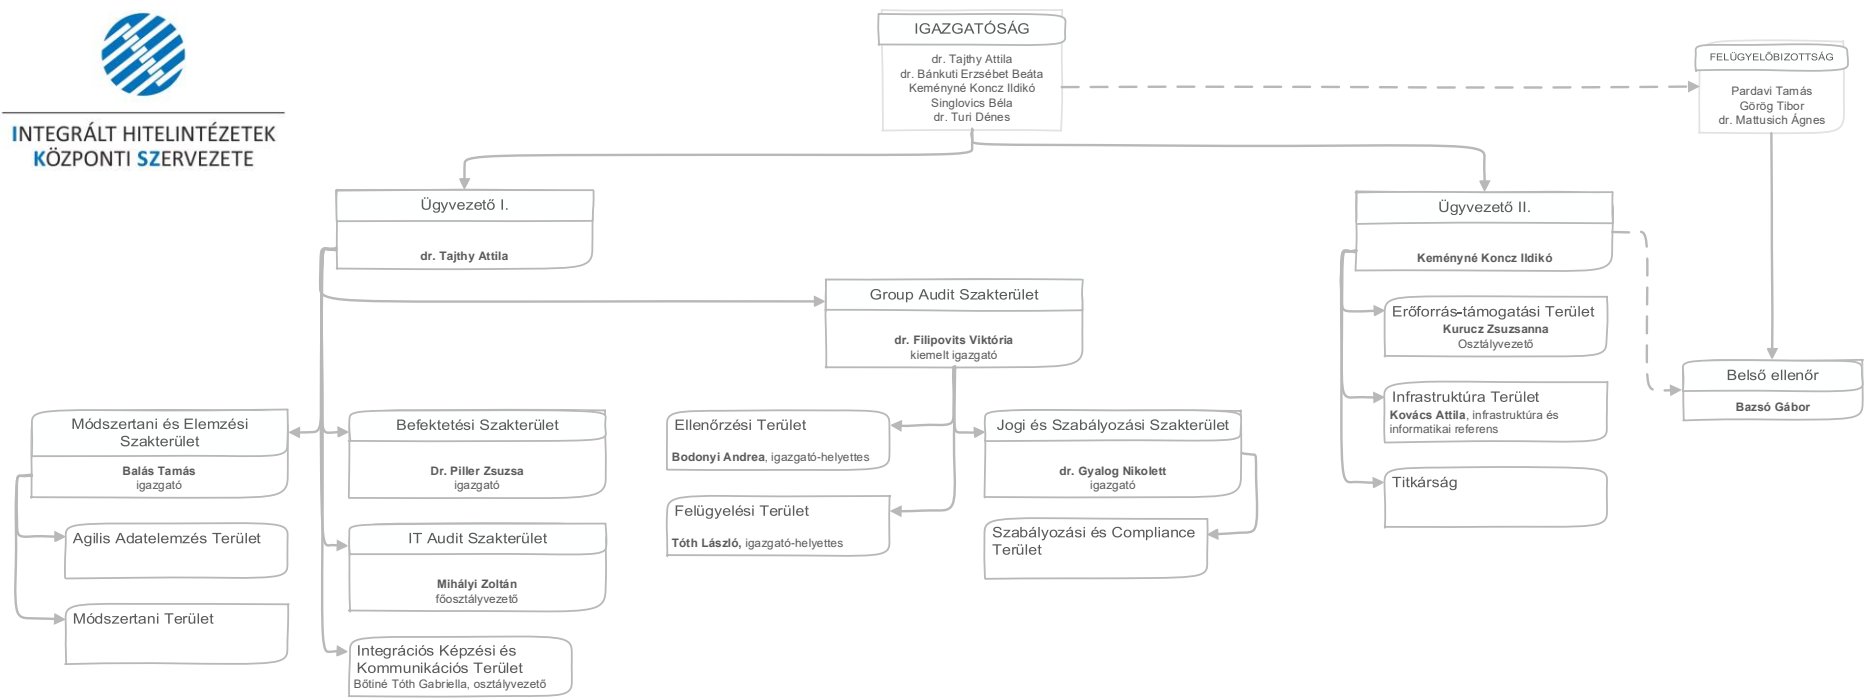 INTEGRÁLT HITELINTÉZETEK
KÖZPONTI SZERVEZETE
IGAZGATÓSÁG
dr. Tajthy Attila
dr. Bánkuti Erzsébet Beáta
Keményné Koncz Ildikó
Singlovics Béla
dr. Turi Dénes
FELÜGYELŐBIZOTTSÁG
Pardavi Tamás
Görög Tibor
dr. Mattusich Ágnes
Ügyvezető I.
dr. Tajthy Attila
Ügyvezető II.
Keményné Koncz Ildikó
Group Audit Szakterület
dr. Filipovits Viktória
kiemelt igazgató
Erőforrás-támogatási Terület
Kurucz Zsuzsanna
Osztályvezető
Belső ellenőr
Bazsó Gábor
Infrastruktúra Terület
Kovács Attila, infrastruktúra és
informatikai referens
Titkárság
Módszertani és Elemzési
Szakterület
Balás Tamás
igazgató
Agilis Adatelemzés Terület
Módszertani Terület
Befektetési Szakterület
Dr. Piller Zsuzsa
igazgató
IT Audit Szakterület
Mihályi Zoltán
főosztályvezető
Integrációs Képzési és
Kommunikációs Terület
Bőtiné Tóth Gabriella, osztályvezető
Ellenőrzési Terület
Bodonyi Andrea, igazgató-helyettes
Felügyelési Terület
Tóth László, igazgató-helyettes
Jogi és Szabályozási Szakterület
dr. Gyalog Nikolett
igazgató
Szabályozási és Compliance
Terület